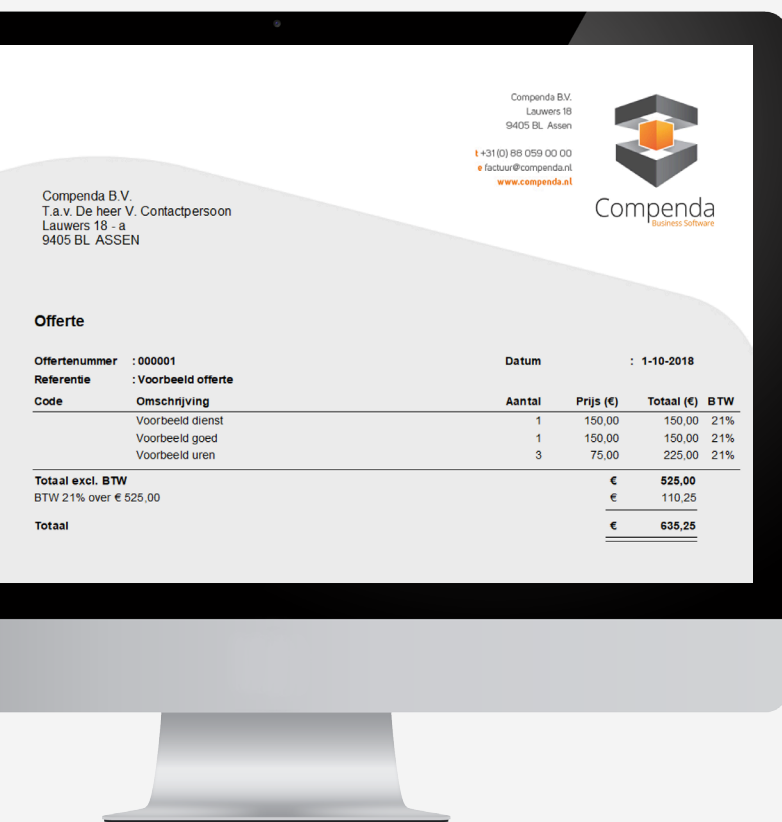 Compenda B.V.
Lauwers 18
9405 BL Assen
t +31 (0) 88 059 00 00
e factuur@compenda.nl
www.compenda.nl
Compenda
Business Software
Compenda B.V.
T.a.v. De heer V. Contactpersoon
Lauwers 18 - a
9405 BL ASSEN
Offerte
Offertenummer : 000001 Datum : 1-10-2018
Referentie : Voorbeeld offerte
Code Omschrijving Aantal Prijs (€) Totaal (€) BTW
Voorbeeld dienst 1 150,00 150,00 21%
Voorbeeld goed 1 150,00 150,00 21%
Voorbeeld uren 3 75,00 225,00 21%
Totaal excl. BTW € 525,00
BTW 21% over € 525,00 € 110,25
Totaal € 635,25